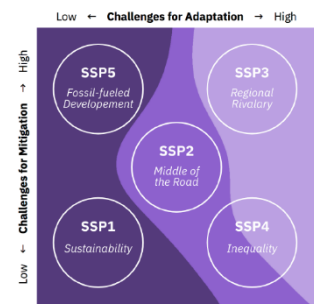 Low ← Challenges for Adaptation → High
Low ← Challenges for Mitigation → High
SSP5
Fossil-fueled
Developement
SSP3
Regional
Rivalary
SSP2
Middle of
the Road
SSP1
Sustainability
SSP4
Inequality